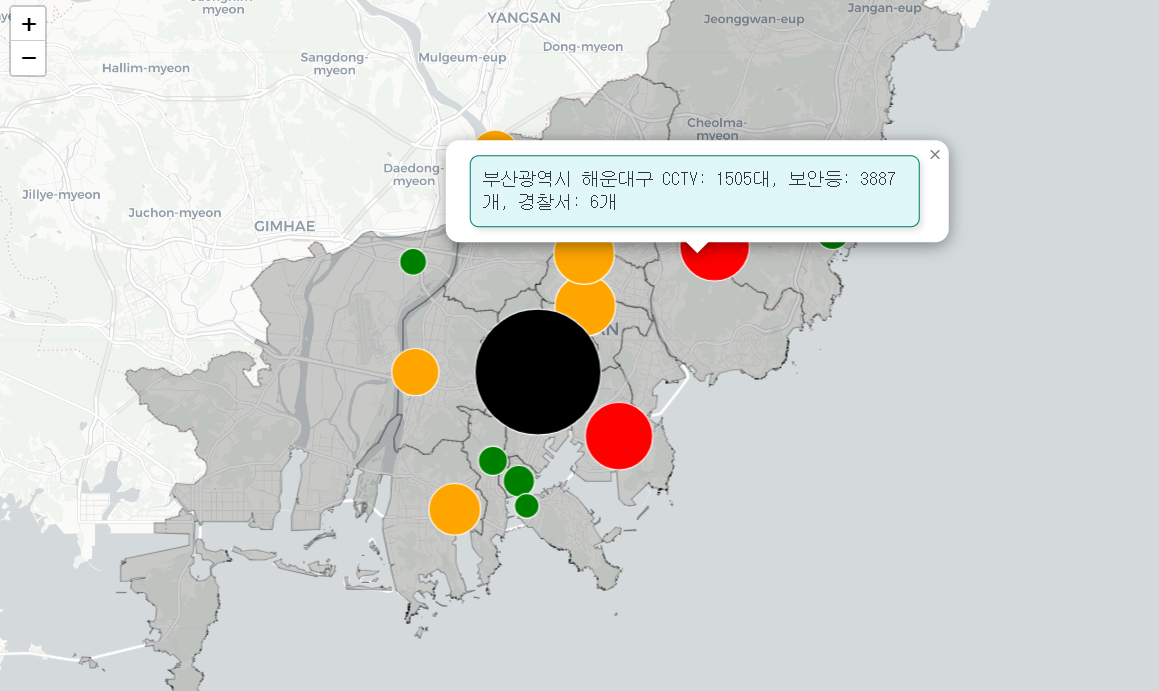 +
−
YANGSAN
Jeonggwan-eup
Jangan-eup
myeon
Dong-myeon
Sangdong-
myeon
Mulgeum-eup
Hallim-myeon
Cheolma-
myeon
×
부산광역시 해운대구 CCTV: 1505대, 보안등: 3887
개, 경찰서: 6개
Daedong-
myeon
Jillye-myeon
Juchon-myeon
GIMHAE
AN